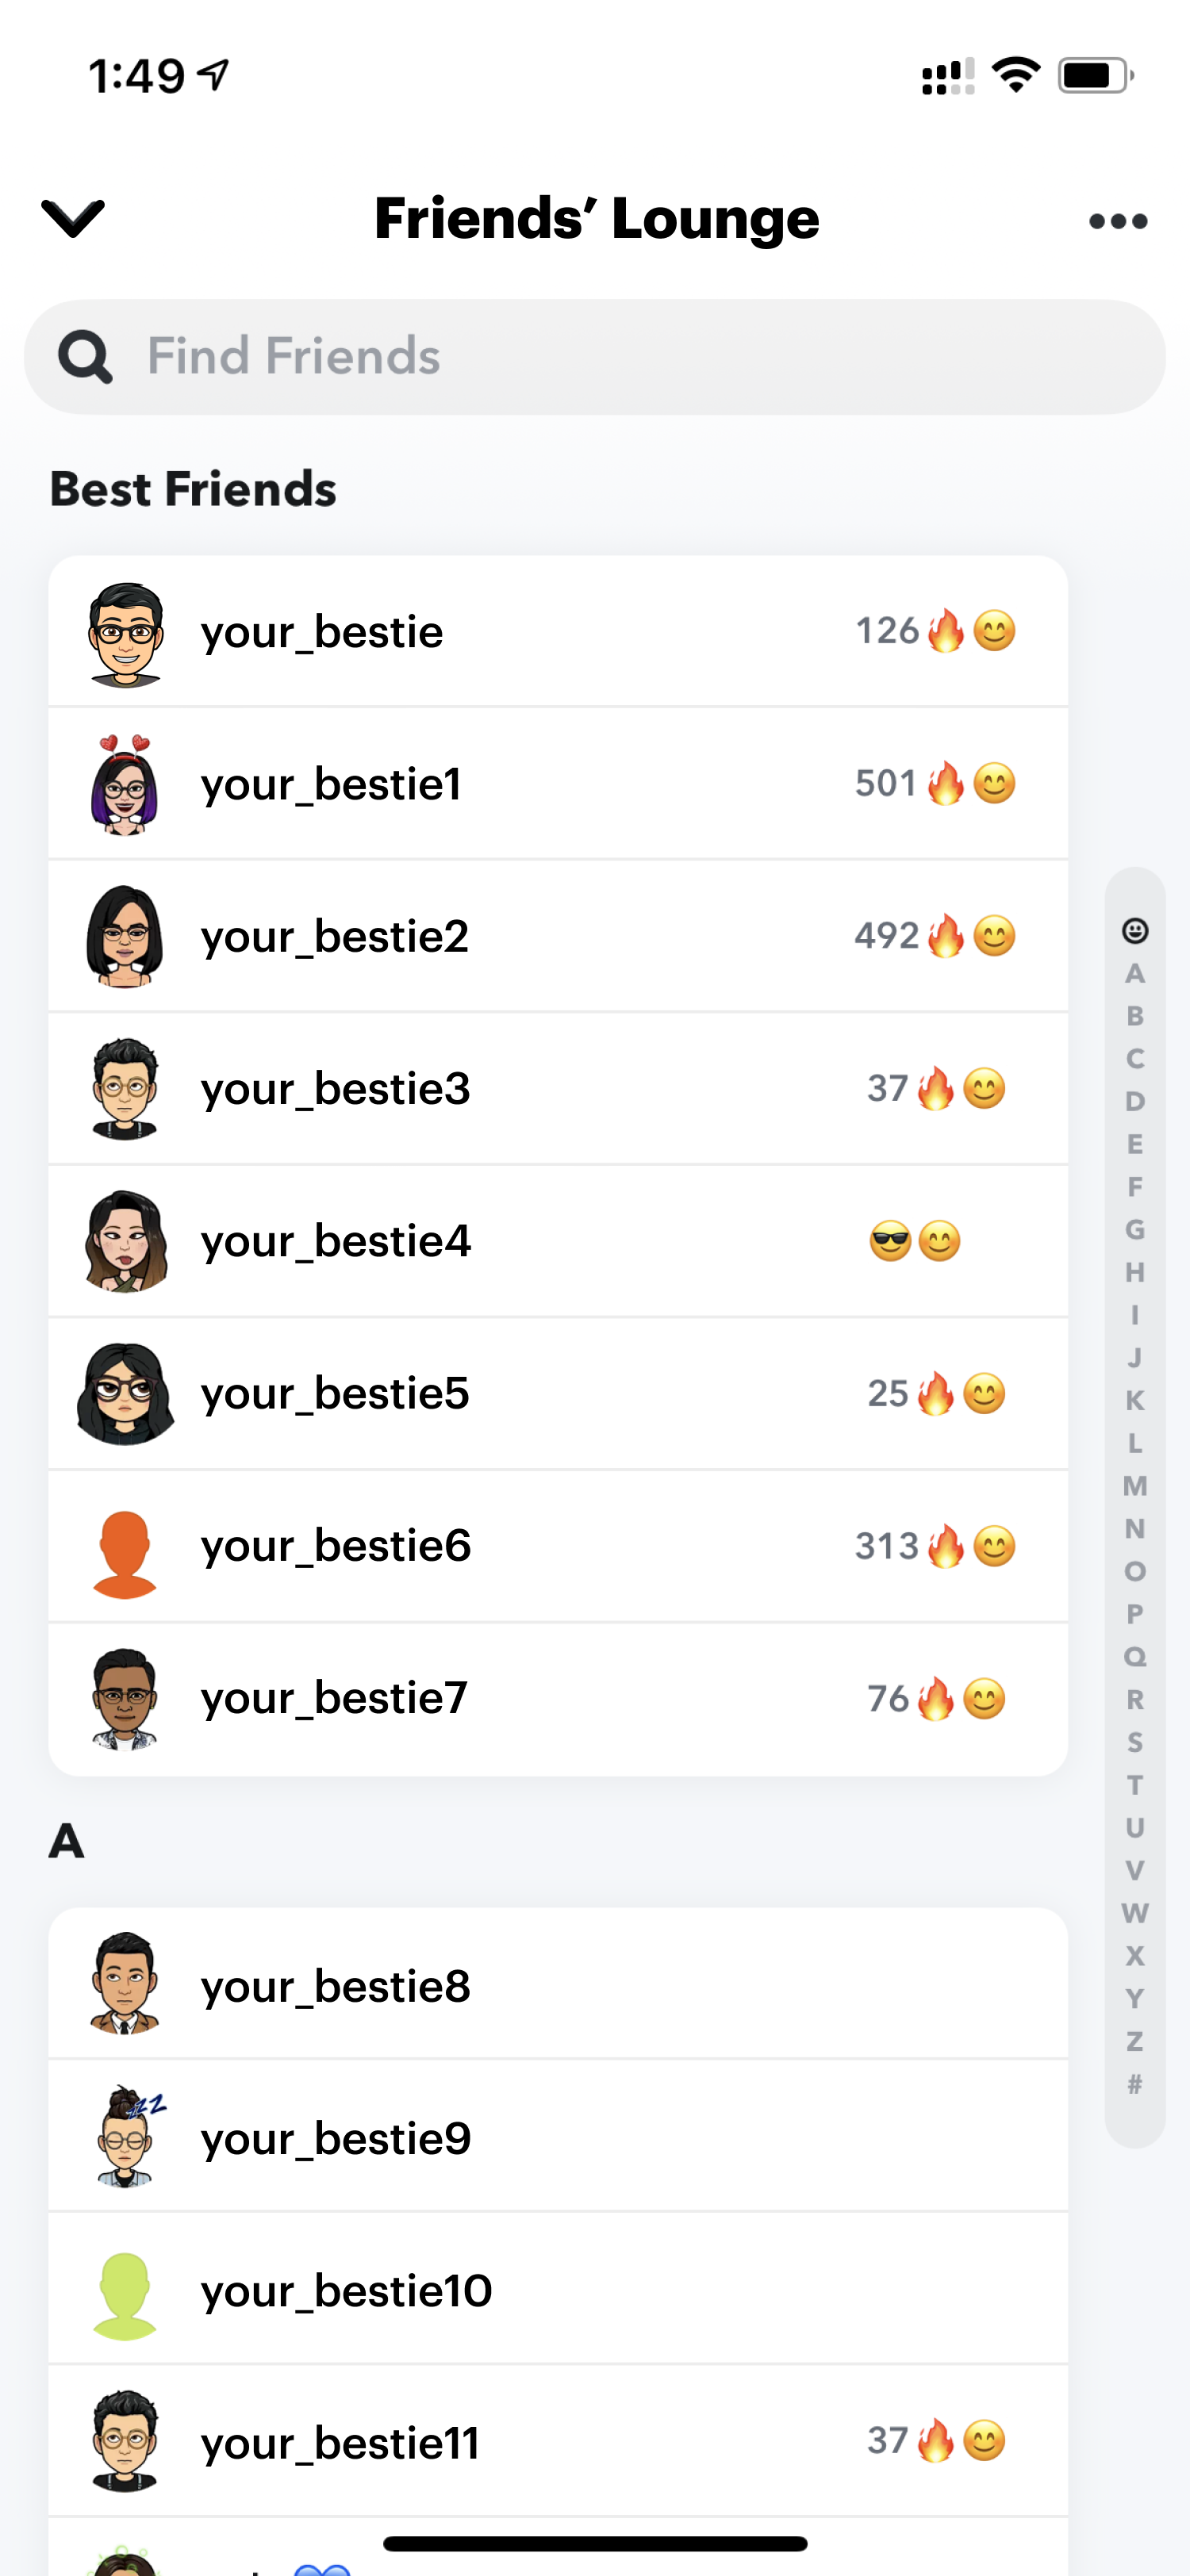 1:49
Friends’ Lounge
Find Friends
Best Friends
your_bestie 126🔥😊
your_bestie1 501🔥😊
your_bestie2 492🔥😊
your_bestie3 37🔥😊
your_bestie4 😎😊
your_bestie5 25🔥😊
your_bestie6 313🔥😊
your_bestie7 76🔥😊
A
your_bestie8
your_bestie9
zZZ
your_bestie10
your_bestie11 37🔥😊
A
B
C
D
E
F
G
H
I
J
K
L
M
N
O
P
Q
R
S
T
U
V
W
X
Y
Z
#